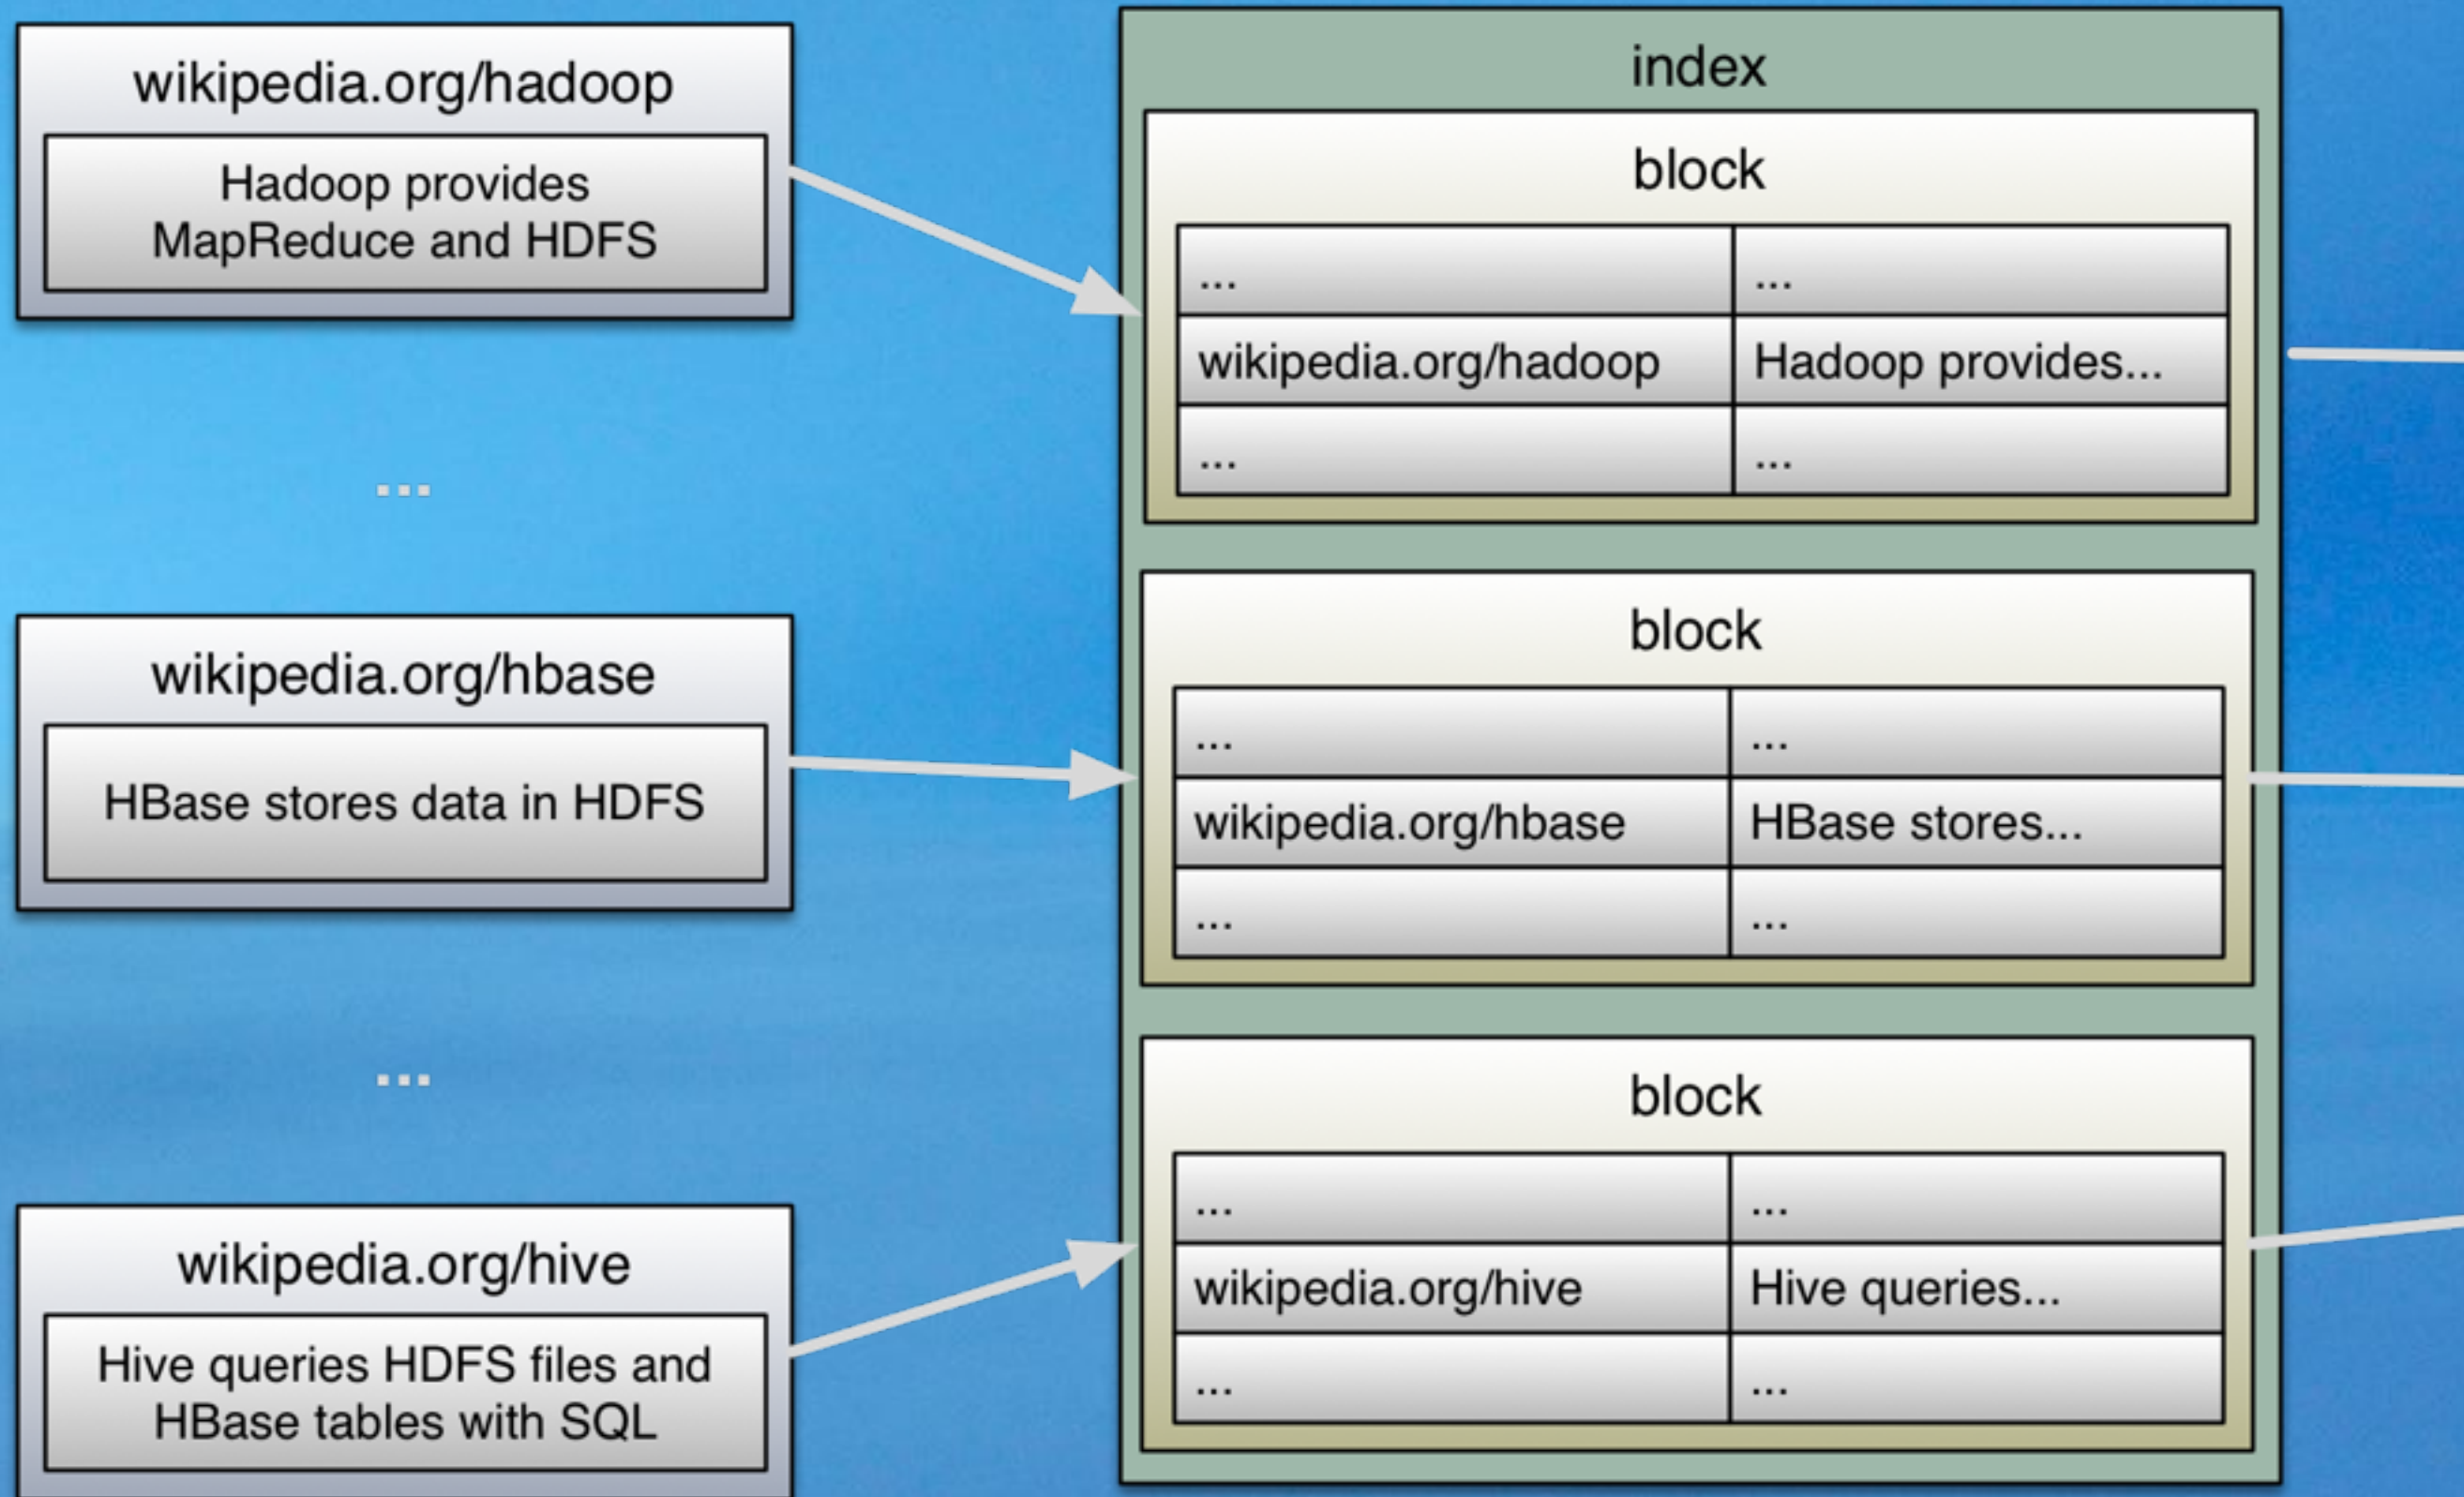 wikipedia.org/hadoop
Hadoop provides
MapReduce and HDFS
...
wikipedia.org/hbase
HBase stores data in HDFS
...
wikipedia.org/hive
Hive queries HDFS files and
HBase tables with SQL
index
block
... ...
wikipedia.org/hadoop Hadoop provides...
... ...
block
... ...
wikipedia.org/hbase HBase stores...
... ...
block
... ...
wikipedia.org/hive Hive queries...
... ...